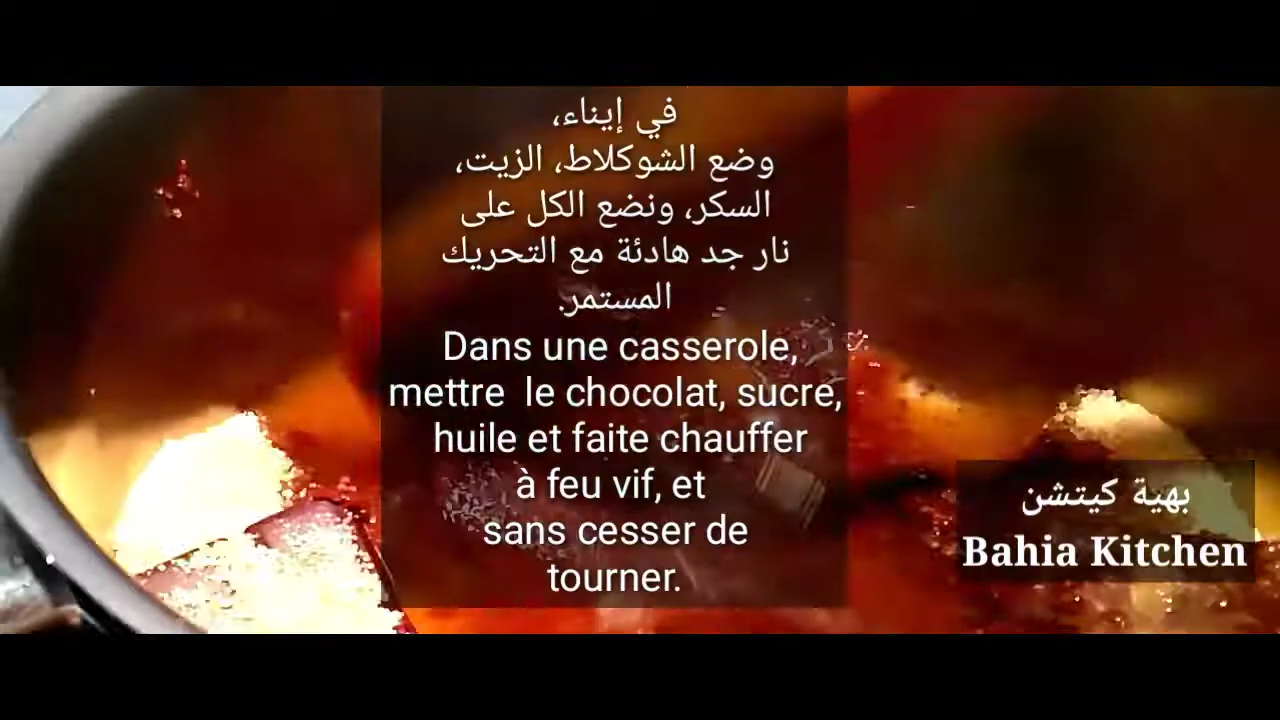 في إيناء،
وضع الشوكلاط، الزيت،
السكر، ونضع الكل على
نار جد هادئة مع التحريك
المستمر.
Dans une casserole,
mettre  le chocolat, sucre,
huile et faite chauffer
à feu vif, et
sans cesser de
tourner.
بهية كيتشن
Bahia Kitchen